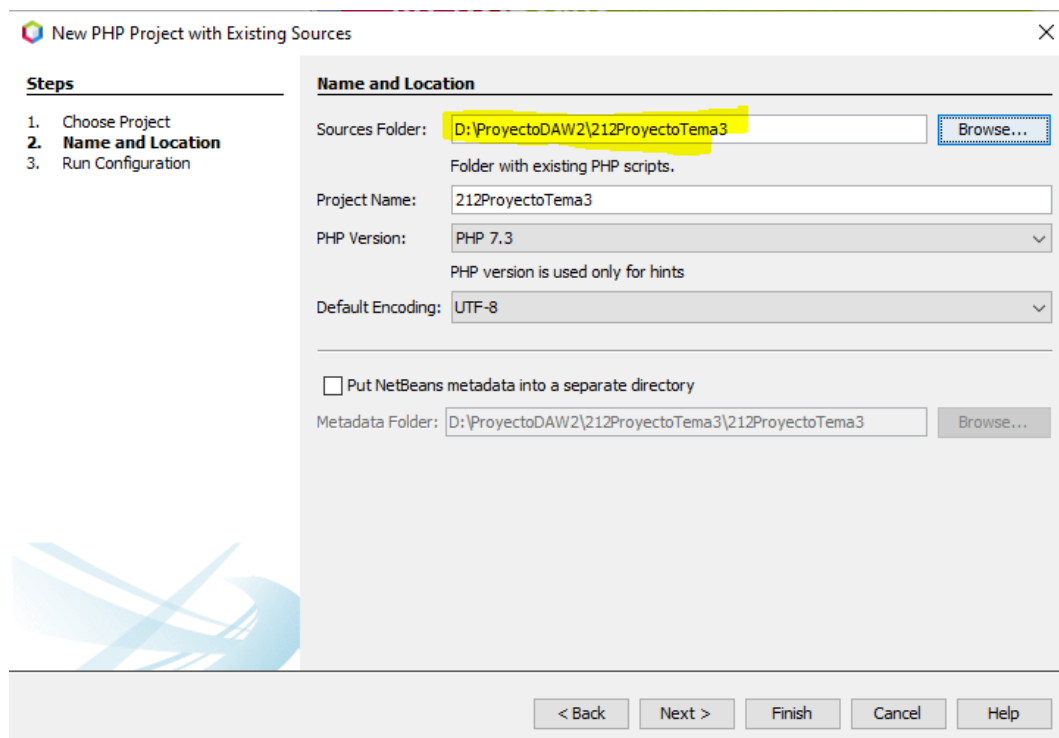 New PHP Project with Existing Sources
Steps
1. Choose Project
2. Name and Location
3. Run Configuration
Name and Location
Sources Folder: D:\ProyectoDAW2\212ProyectoTema3 Browse...
Folder with existing PHP scripts.
Project Name: 212ProyectoTema3
PHP Version: PHP 7.3
PHP version is used only for hints
Default Encoding: UTF-8
Put NetBeans metadata into a separate directory
Metadata Folder: D:\ProyectoDAW2\212ProyectoTema3\212ProyectoTema3 Browse...
< Back Next > Finish Cancel Help